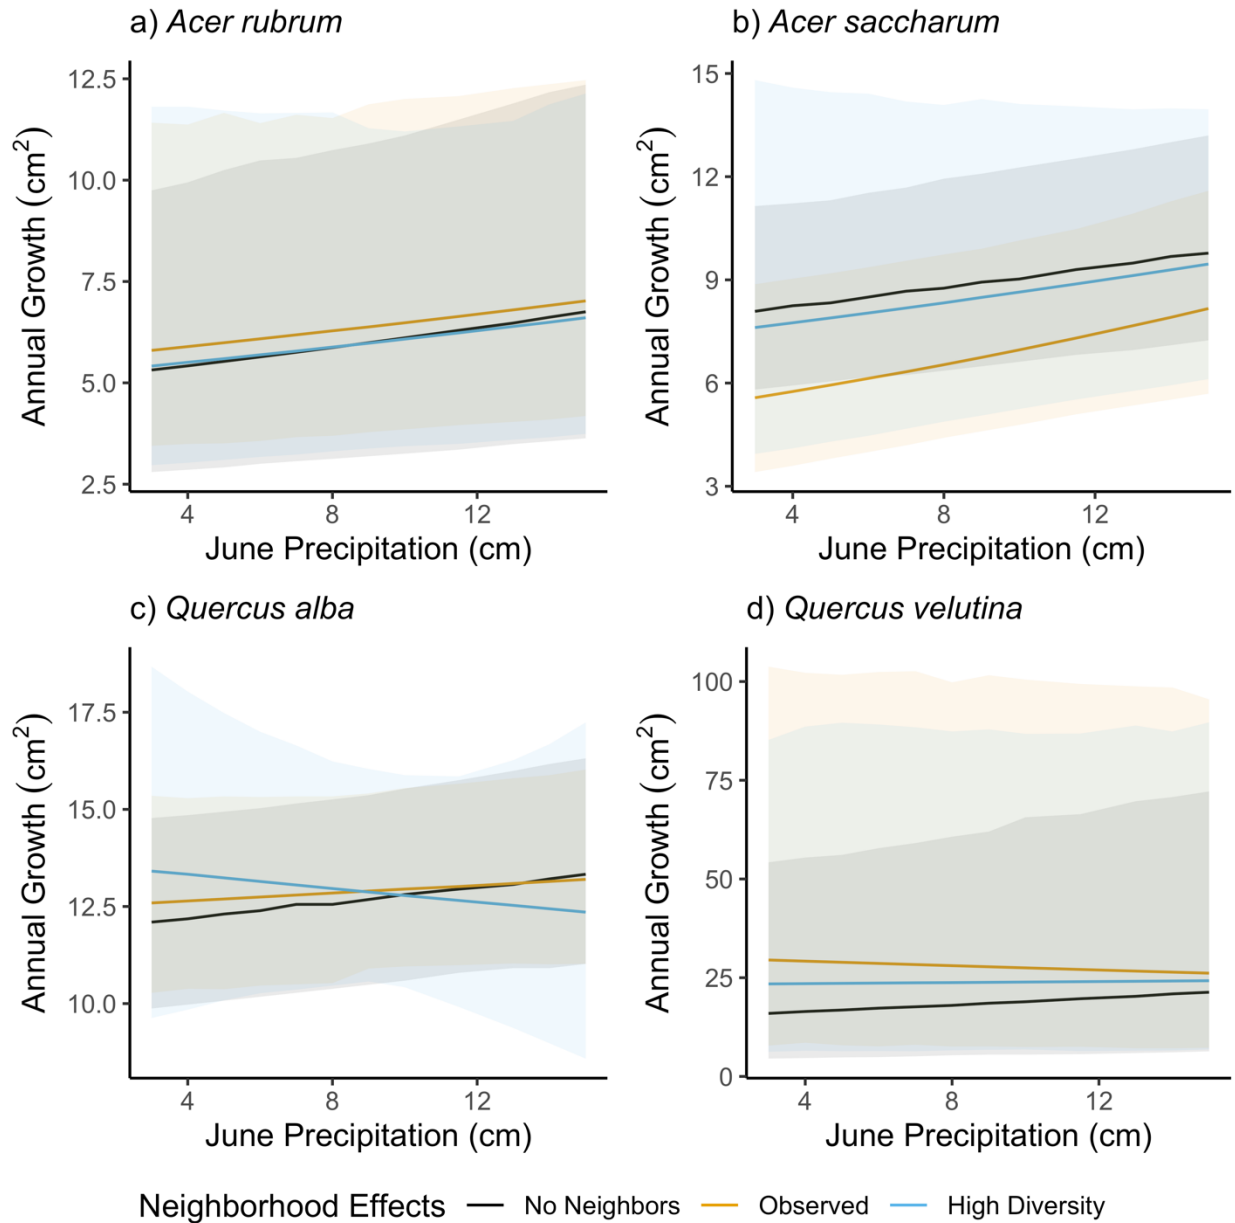 a) Acer rubrum
b) Acer saccharum
Annual Growth (cm²)
12.5
10.0
7.5
5.0
2.5
4
8
12
June Precipitation (cm)
Annual Growth (cm²)
15
12
9
6
3
4
8
12
June Precipitation (cm)
c) Quercus alba
d) Quercus velutina
Annual Growth (cm²)
17.5
15.0
12.5
10.0
4
8
12
June Precipitation (cm)
Annual Growth (cm²)
100
75
50
25
0
4
8
12
June Precipitation (cm)
Neighborhood Effects No Neighbors Observed High Diversity